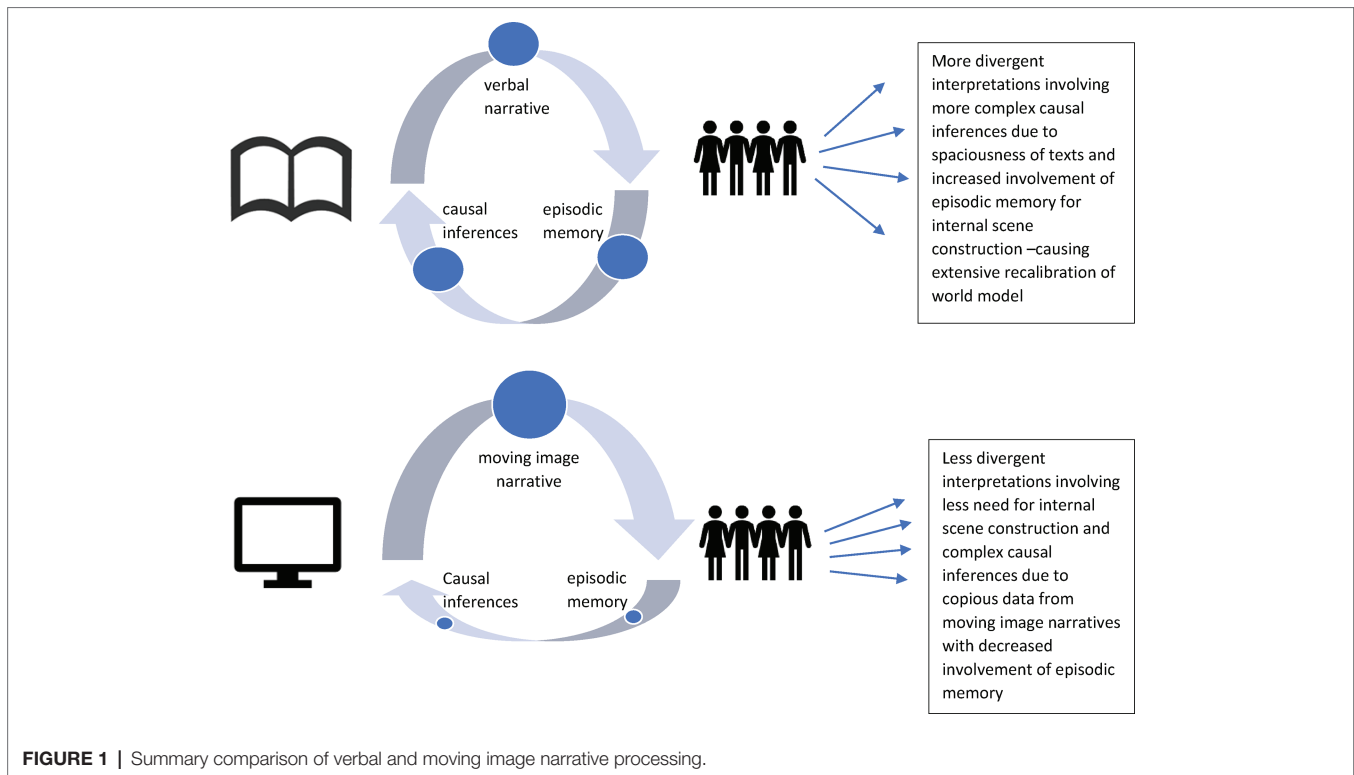 verbal
narrative
causal
inferences
episodic
memory
More divergent
interpretations involving
more complex causal
inferences due to
spaciousness of texts and
increased involvement of
episodic memory for
internal scene
construction –causing
extensive recalibration of
world model
moving image
narrative
Causal
inferences
episodic
memory
Less divergent
interpretations involving
less need for internal
scene construction and
complex causal
inferences due to
copious data from
moving image narratives
with decreased
involvement of episodic
memory
FIGURE 1 | Summary comparison of verbal and moving image narrative processing.